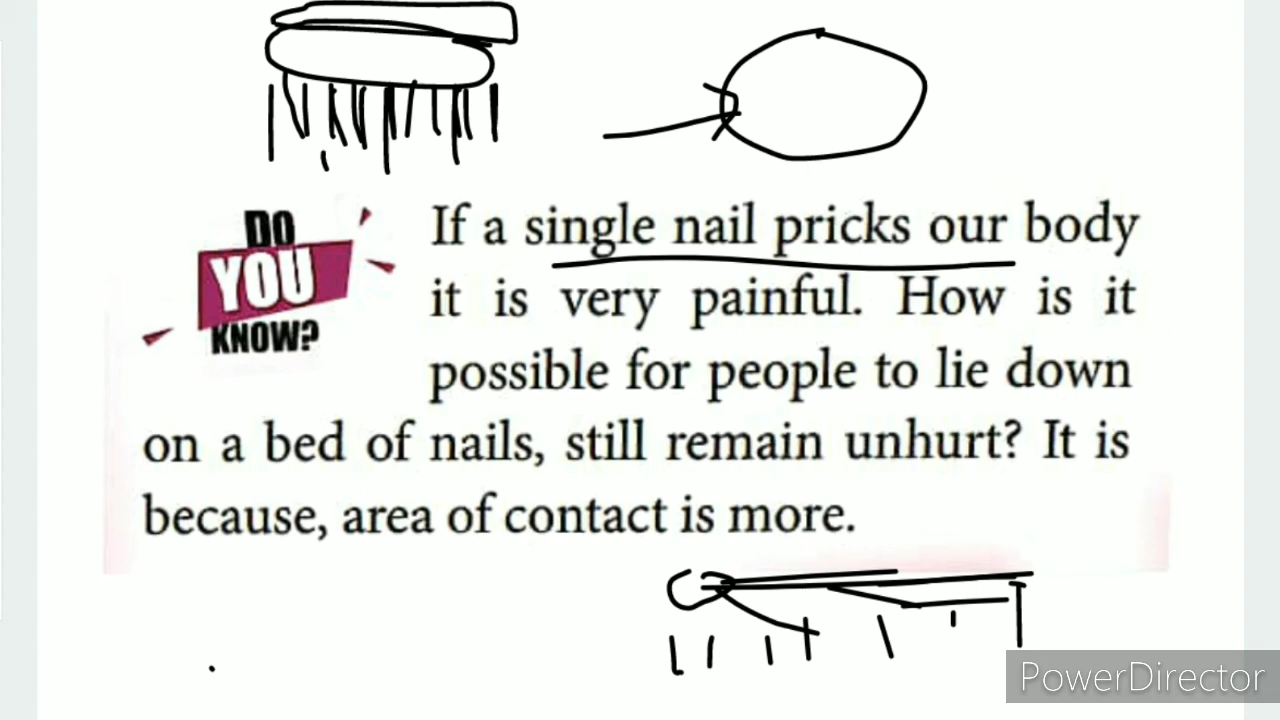 DO
YOU
KNOW?
If a single nail pricks our body
it is very painful. How is it
possible for people to lie down
on a bed of nails, still remain unhurt? It is
because, area of contact is more.
PowerDirector